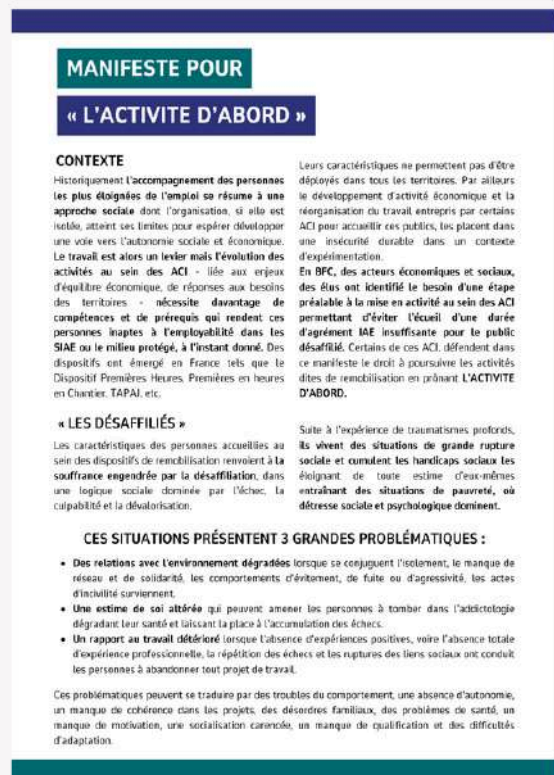 MANIFESTE POUR
« L'ACTIVITE D'ABORD »
CONTEXTE
Historiquement l'accompagnement des personnes
les plus éloignées de l'emploi se résume à une
approche sociale dont l'organisation, si elle est
isolée, atteint ses limites pour espérer développer
une voie vers l'autonomie sociale et économique.
Le travail est alors un levier mais l'évolution des
activités au sein des ACI - liée aux enjeux
d'équilibre économique, de réponses aux besoins
des territoires - nécessite davantage de
compétences et de prérequis qui rendent ces
personnes inaptes à l'employabilité dans les
SIAE ou le milieu protégé, à l'instant donné. Des
dispositifs ont émergé en France tels que le
Dispositif Premières Heures, Premières en heures
en Chantier, TAPAJ, etc.
Leurs caractéristiques ne permettent pas d'être
déployés dans tous les territoires. Par ailleurs
le développement d'activité économique et la
réorganisation du travail entrepris par certains
ACI pour accueillir ces publics, les placent dans
une insécurité durable dans un contexte
d'expérimentation.
En BFC, des acteurs économiques et sociaux,
des élus ont identifié le besoin d'une étape
préalable à la mise en activité au sein des ACI
permettant d'éviter l'écueil d'une durée
d'agrément IAE insuffisante pour le public
désaffilié. Certains de ces ACI, défendent dans
ce manifeste le droit à poursuivre les activités
dites de remobilisation en prônant L'ACTIVITE
D'ABORD.
« LES DÉSAFFILIÉS »
Les caractéristiques des personnes accueillies au
sein des dispositifs de remobilisation renvoient à la
souffrance engendrée par la désaffiliation, dans
une logique sociale dominée par l'échec, la
culpabilité et la dévalorisation.
Suite à l'expérience de traumatismes profonds,
ils vivent des situations de grande rupture
sociale et cumulent les handicaps sociaux les
éloignant de toute estime d'eux-mêmes
entraînant des situations de pauvreté, où
détresse sociale et psychologique dominent.
CES SITUATIONS PRÉSENTENT 3 GRANDES PROBLÉMATIQUES :
• Des relations avec l'environnement dégradées lorsque se conjuguent l'isolement, le manque de
réseau et de solidarité, les comportements d'évitement, de fuite ou d'agressivité, les actes
d'incivilité surviennent.
• Une estime de soi altérée qui peuvent amener les personnes à tomber dans l'addictologie
dégradant leur santé et laissant la place à l'accumulation des échecs.
• Un rapport au travail détérioré lorsque l'absence d'expériences positives, voire l'absence totale
d'expérience professionnelle, la répétition des échecs et les ruptures des liens sociaux ont conduit
les personnes à abandonner tout projet de travail.
Ces problématiques peuvent se traduire par des troubles du comportement, une absence d'autonomie,
un manque de cohérence dans les projets, des désordres familiaux, des problèmes de santé, un
manque de motivation, une socialisation carencée, un manque de qualification et des difficultés
d'adaptation.